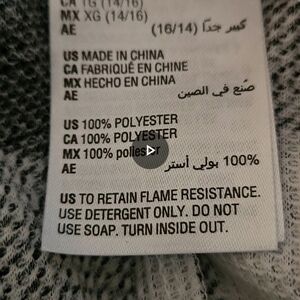 CA TG (14/16)
MX XG (14/16)
AE كبير جدًا (16/14)
US MADE IN CHINA
CA FABRIQUÉ EN CHINE
MX HECHO EN CHINA
AE صنع في الصين
US 100% POLYESTER
CA 100% POLYESTER
MX 100% poliester
AE 100% بولي أستر
US TO RETAIN FLAME RESISTANCE.
USE DETERGENT ONLY. DO NOT
USE SOAP. TURN INSIDE OUT.